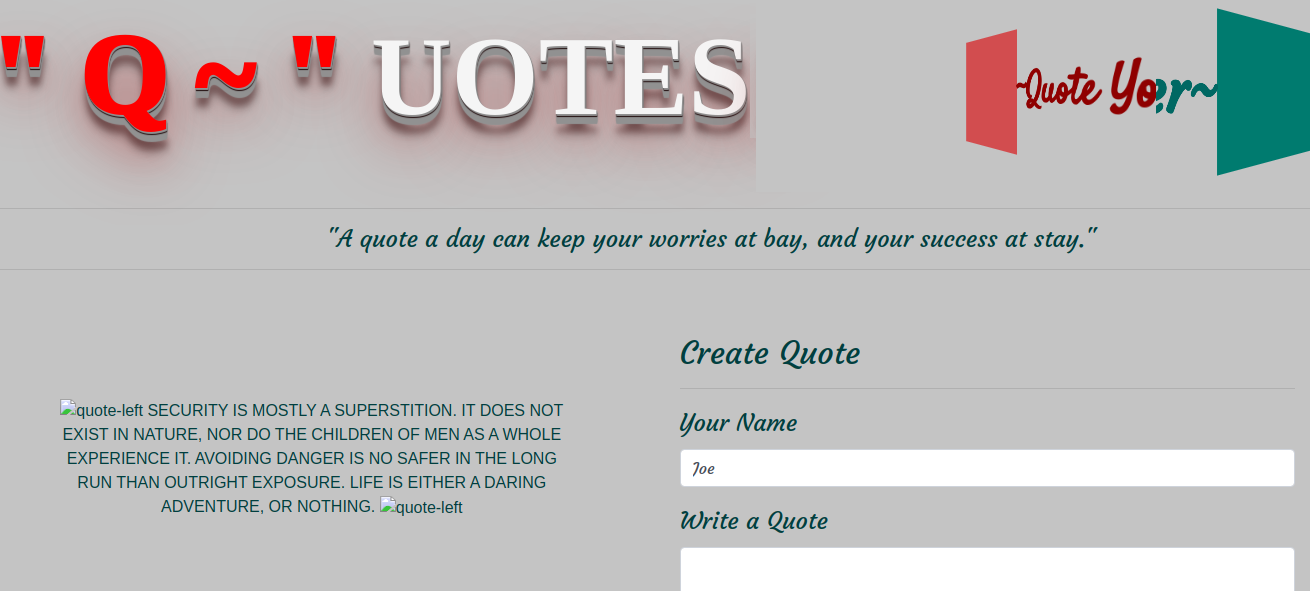 " Q ~ " UOTES
~Quote Yo
"A quote a day can keep your worries at bay, and your success at stay."
Create Quote
quote-left SECURITY IS MOSTLY A SUPERSTITION. IT DOES NOT
EXIST IN NATURE, NOR DO THE CHILDREN OF MEN AS A WHOLE
EXPERIENCE IT. AVOIDING DANGER IS NO SAFER IN THE LONG
RUN THAN OUTRIGHT EXPOSURE. LIFE IS EITHER A DARING
ADVENTURE, OR NOTHING. quote-left
Your Name
Joe
Write a Quote